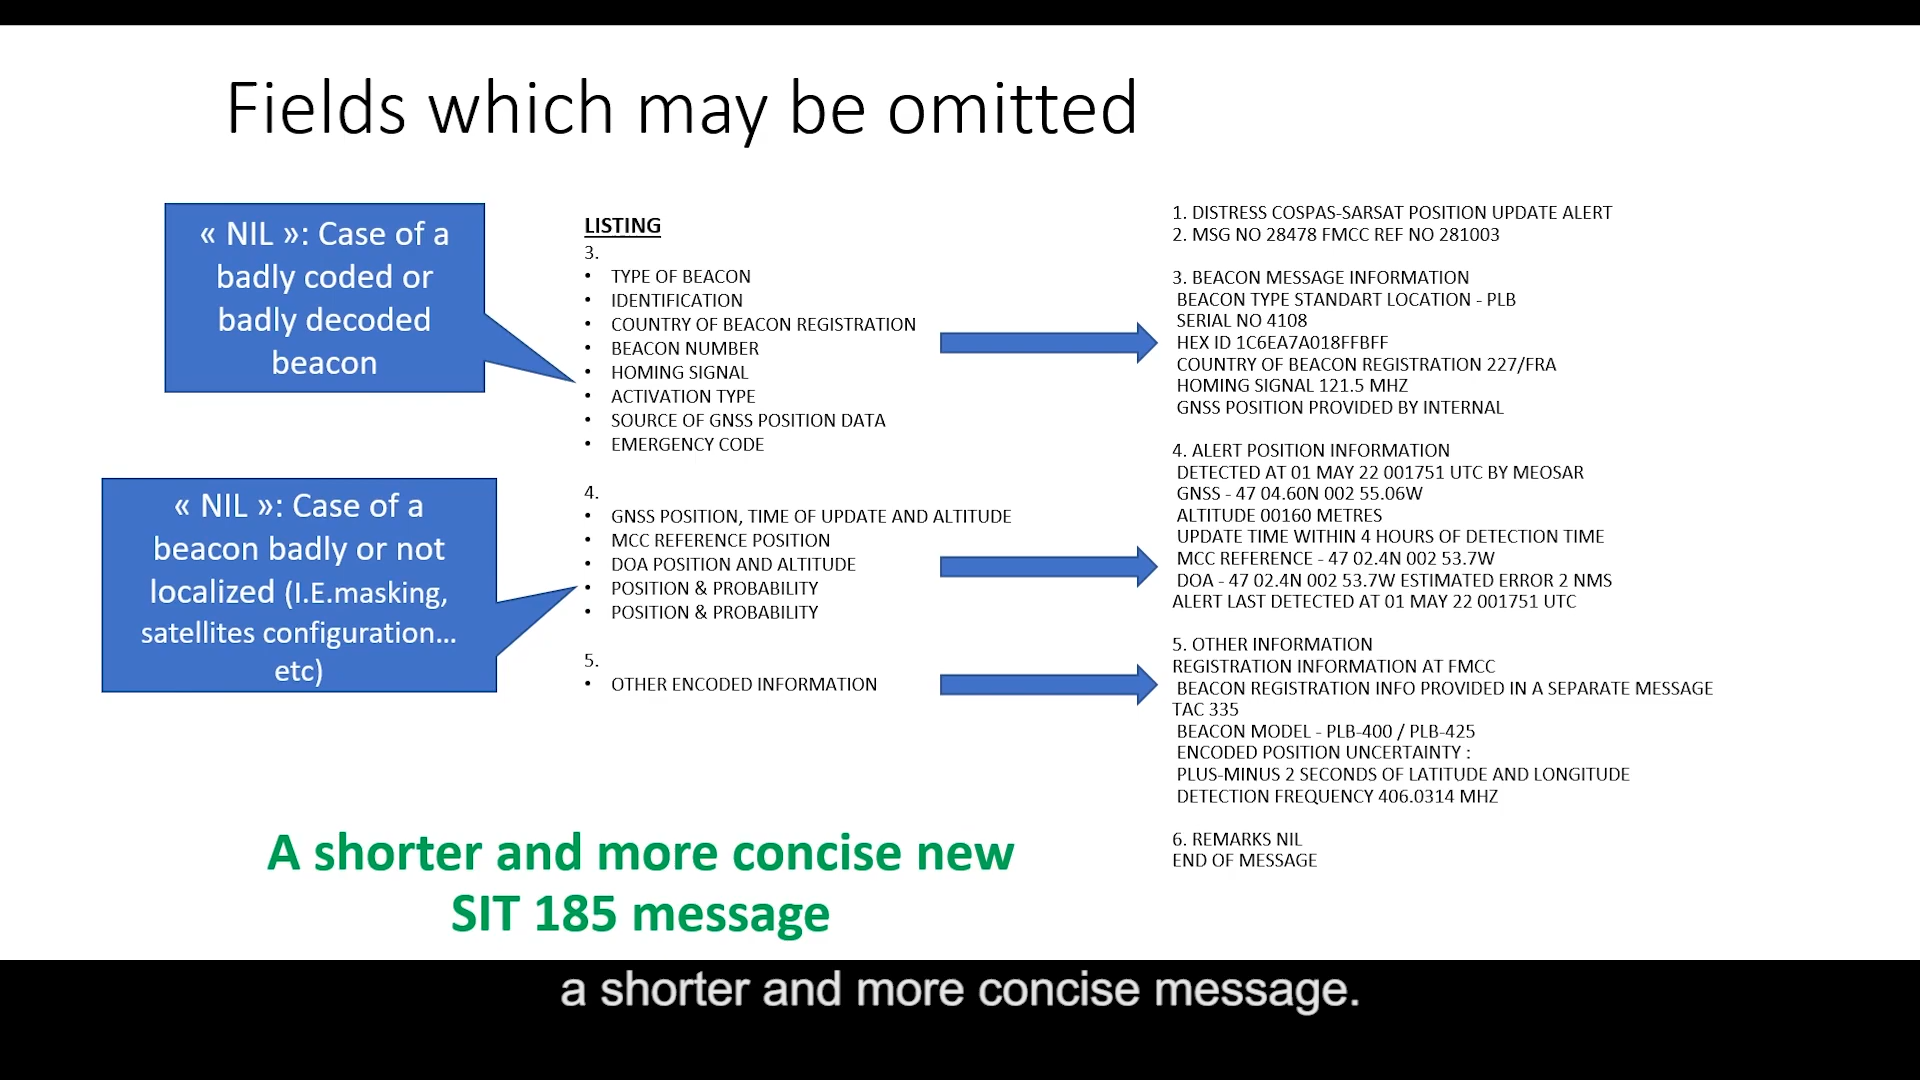 Fields which may be omitted
« NIL »: Case of a
badly coded or
badly decoded
beacon
« NIL »: Case of a
beacon badly or not
localized (I.E.masking,
satellites configuration...
etc)
LISTING
3.
• TYPE OF BEACON
• IDENTIFICATION
• COUNTRY OF BEACON REGISTRATION
• BEACON NUMBER
• HOMING SIGNAL
• ACTIVATION TYPE
• SOURCE OF GNSS POSITION DATA
• EMERGENCY CODE
4.
• GNSS POSITION, TIME OF UPDATE AND ALTITUDE
• MCC REFERENCE POSITION
• DOA POSITION AND ALTITUDE
• POSITION & PROBABILITY
• POSITION & PROBABILITY
5.
• OTHER ENCODED INFORMATION
1. DISTRESS COSPAS-SARSAT POSITION UPDATE ALERT
2. MSG NO 28478 FMCC REF NO 281003
3. BEACON MESSAGE INFORMATION
BEACON TYPE STANDART LOCATION - PLB
SERIAL NO 4108
HEX ID 1C6EA7A018FFBFF
COUNTRY OF BEACON REGISTRATION 227/FRA
HOMING SIGNAL 121.5 MHZ
GNSS POSITION PROVIDED BY INTERNAL
4. ALERT POSITION INFORMATION
DETECTED AT 01 MAY 22 001751 UTC BY MEOSAR
GNSS - 47 04.60N 002 55.06W
ALTITUDE 00160 METRES
UPDATE TIME WITHIN 4 HOURS OF DETECTION TIME
MCC REFERENCE - 47 02.4N 002 53.7W
DOA - 47 02.4N 002 53.7W ESTIMATED ERROR 2 NMS
ALERT LAST DETECTED AT 01 MAY 22 001751 UTC
5. OTHER INFORMATION
REGISTRATION INFORMATION AT FMCC
BEACON REGISTRATION INFO PROVIDED IN A SEPARATE MESSAGE
TAC 335
BEACON MODEL - PLB-400 / PLB-425
ENCODED POSITION UNCERTAINTY :
PLUS-MINUS 2 SECONDS OF LATITUDE AND LONGITUDE
DETECTION FREQUENCY 406.0314 MHZ
6. REMARKS NIL
END OF MESSAGE
A shorter and more concise new
SIT 185 message
a shorter and more concise message.